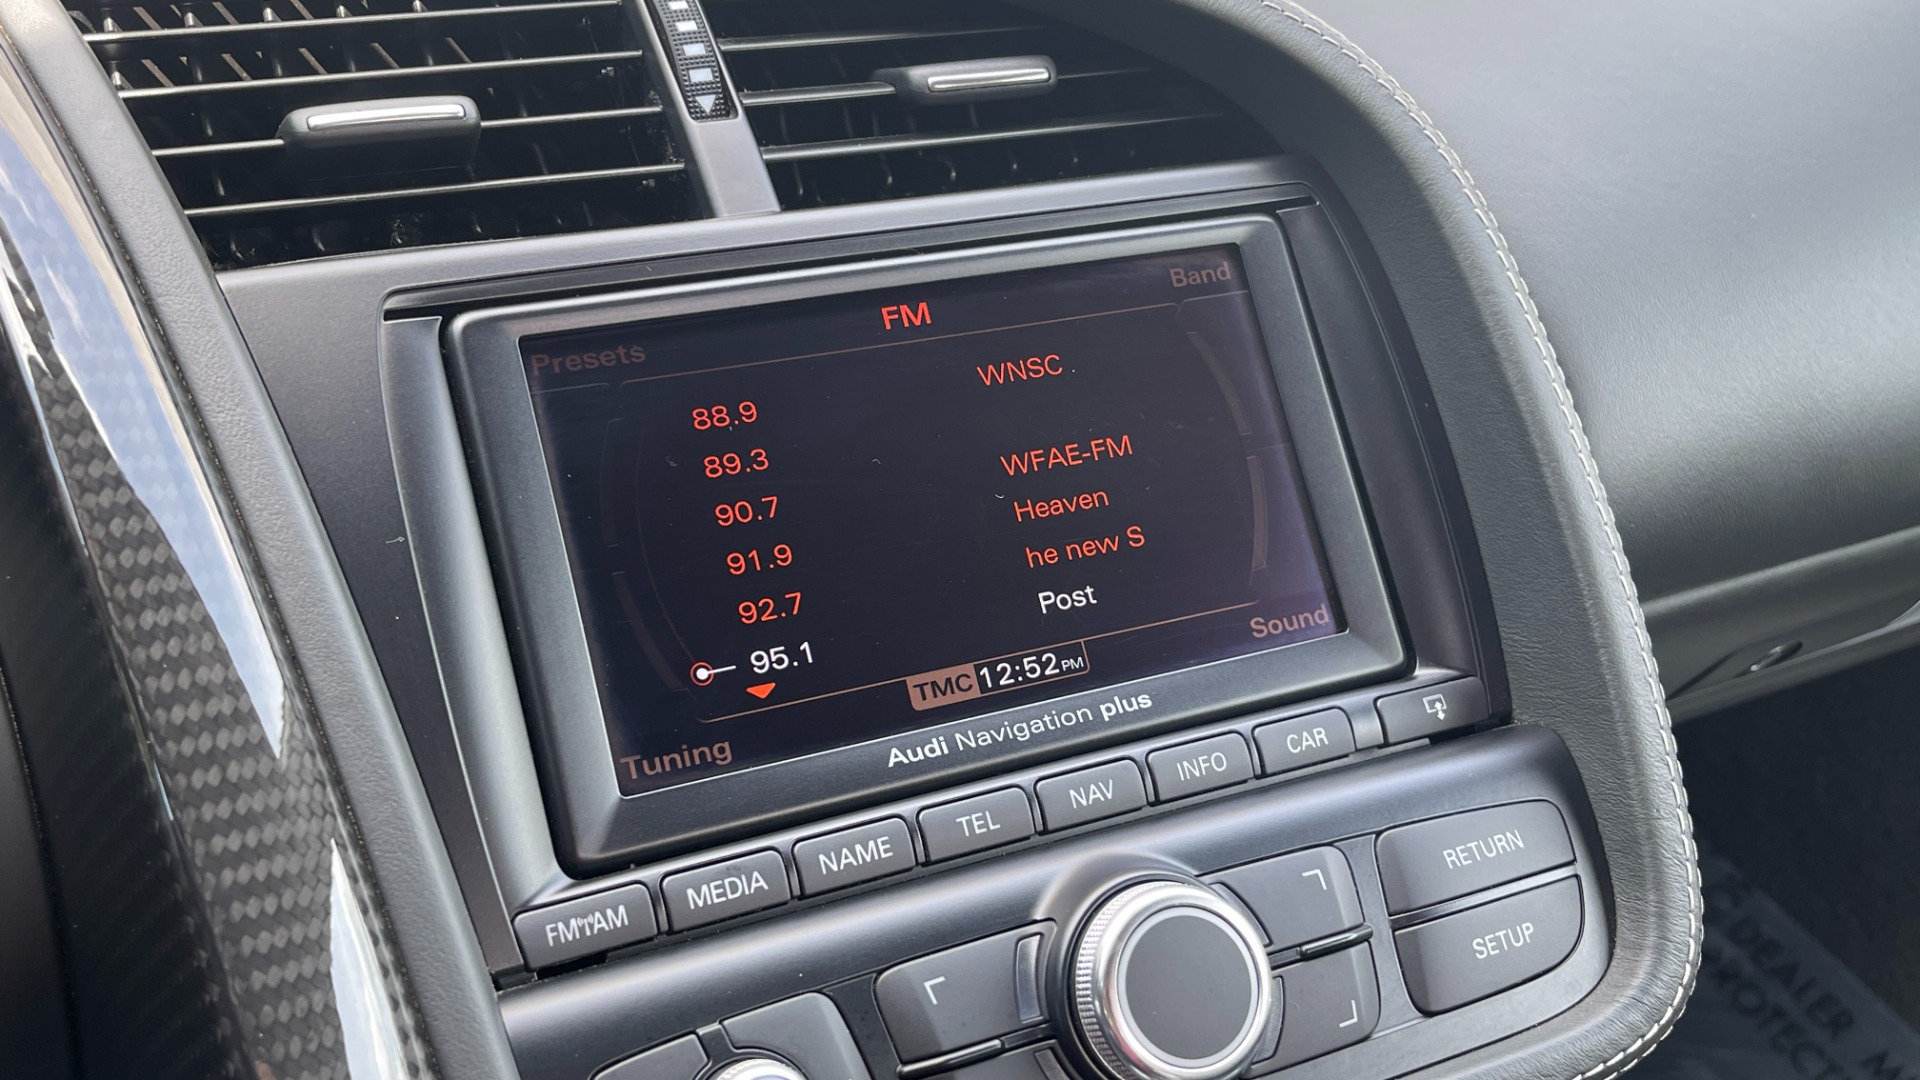 Band
FM
Presets
WNSC
88.9
89.3 WFAE-FM
90.7 Heaven
91.9 he new S
92.7 Post
95.1
Sound
TMC 12:52 PM
Tuning
Audi Navigation plus
FM AM MEDIA NAME TEL NAV INFO CAR
RETURN
SETUP
DEALER